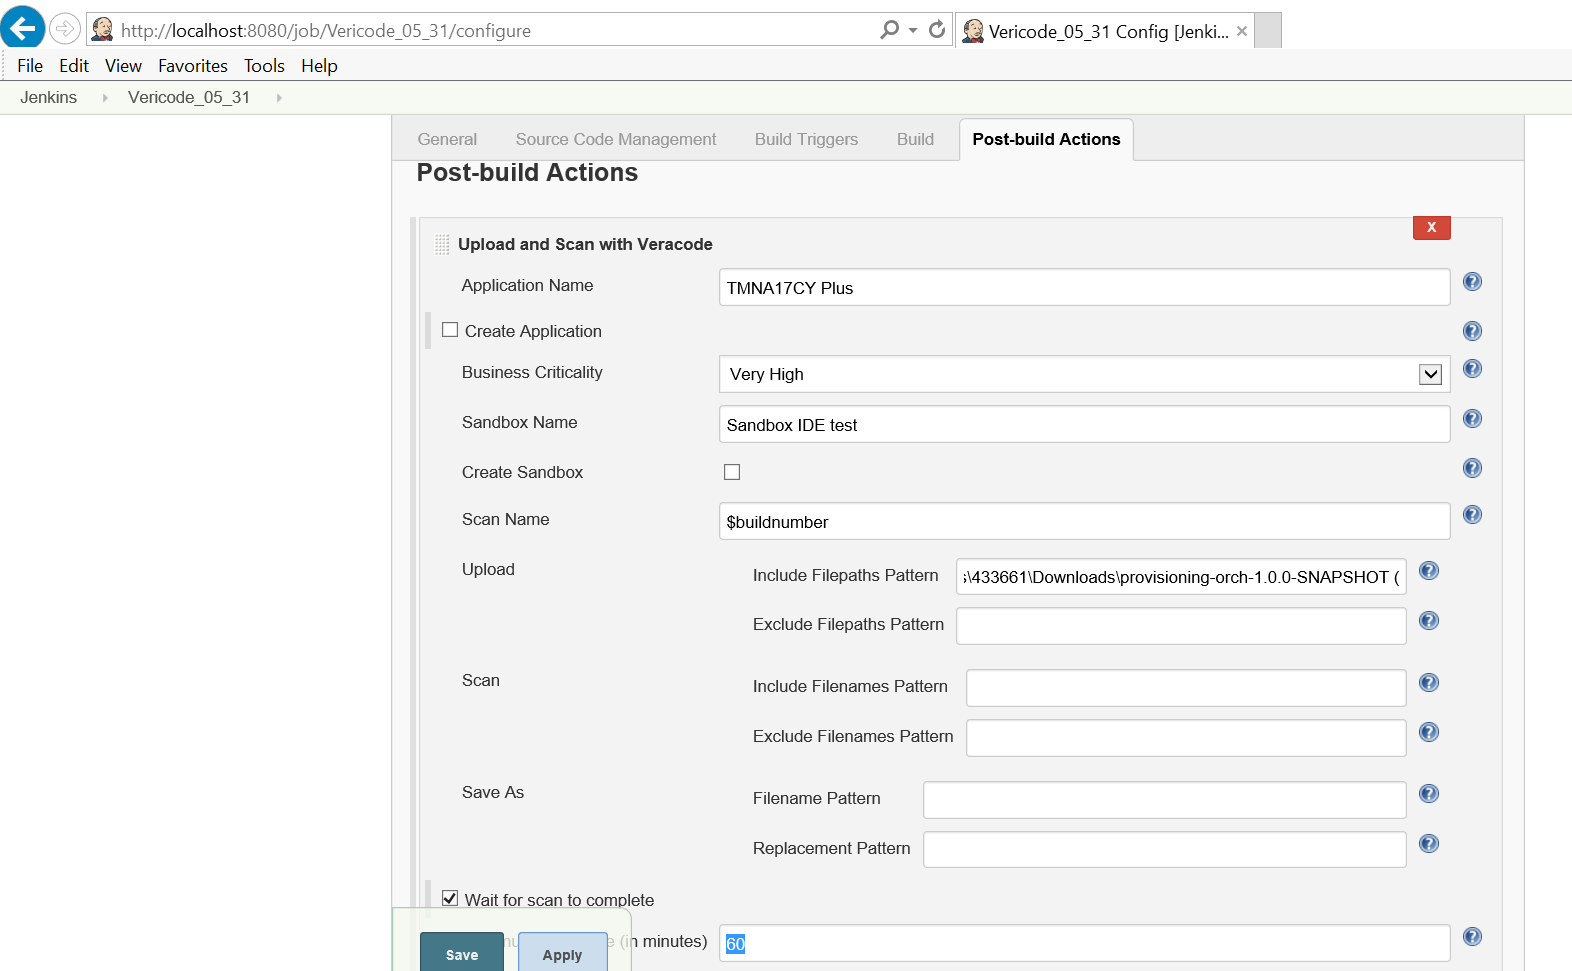 http://localhost:8080/job/Vericode_05_31/configure
Vericode_05_31 Config [Jenki...
File Edit View Favorites Tools Help
Jenkins Vericode_05_31
General Source Code Management Build Triggers Build Post-build Actions
Post-build Actions
X
Upload and Scan with Veracode
Application Name TMNA17CY Plus
Create Application
Business Criticality Very High
Sandbox Name Sandbox IDE test
Create Sandbox
Scan Name $buildnumber
Upload Include Filepaths Pattern \433661\Downloads\provisioning-orch-1.0.0-SNAPSHOT (
Exclude Filepaths Pattern
Scan Include Filenames Pattern
Exclude Filenames Pattern
Save As Filename Pattern
Replacement Pattern
Wait for scan to complete
(in minutes) 60
Save Apply